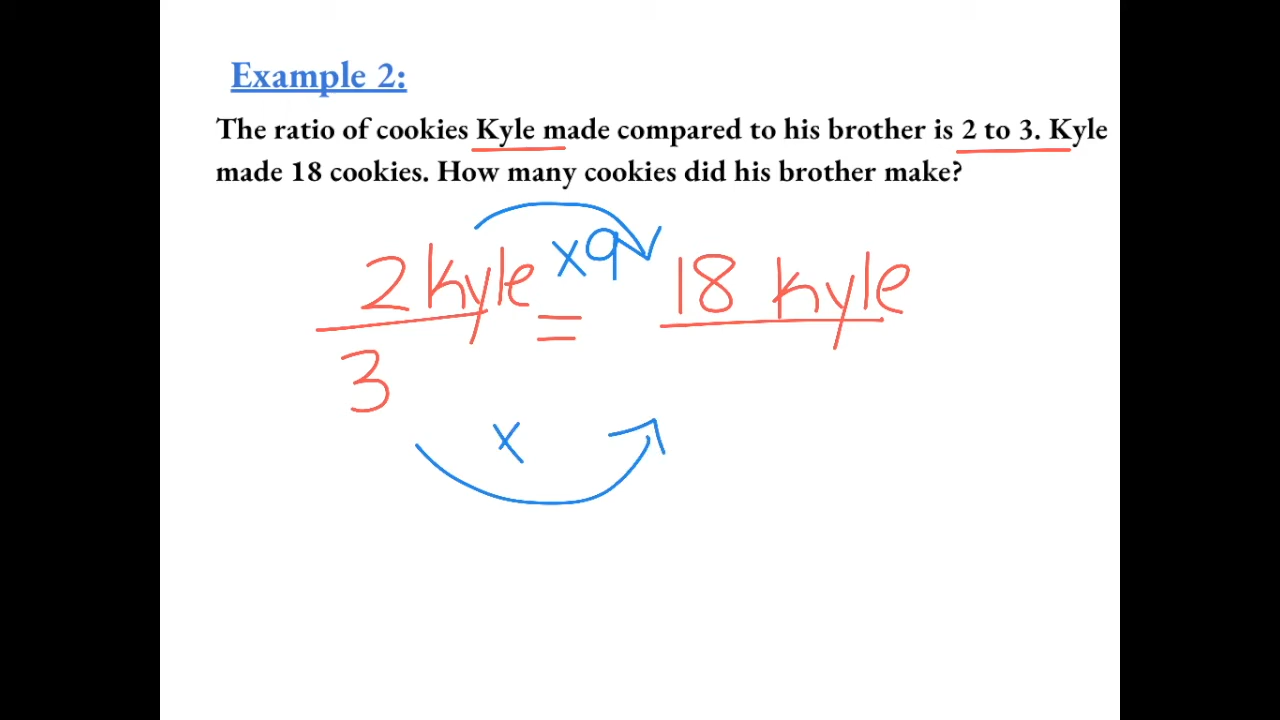 Example 2:
The ratio of cookies Kyle made compared to his brother is 2 to 3. Kyle
made 18 cookies. How many cookies did his brother make?
x9
2 Kyle = 18 Kyle
3
x